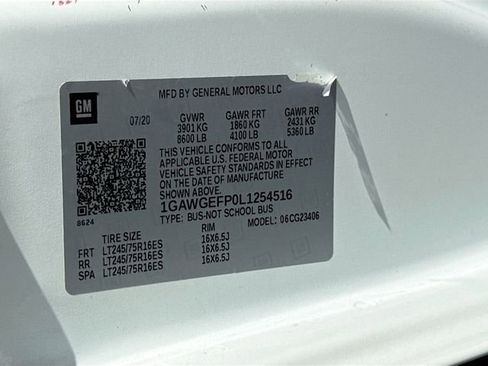 MFD BY GENERAL MOTORS LLC
GM
07/20 GVWR GAWR FRT GAWR RR
3901 KG 1860 KG 2431 KG
8600 LB 4100 LB 5360 LB
THIS VEHICLE CONFORMS TO ALL
APPLICABLE U.S. FEDERAL MOTOR
VEHICLE SAFETY STANDARDS IN EFFECT
ON THE DATE OF MANUFACTURE
SHOWN ABOVE.
1GAWGEFP0L1254516
8624 TYPE: BUS-NOT SCHOOL BUS MODEL: 06CG23406
TIRE SIZE RIM
FRT LT245/75R16ES 16X6.5J
RR LT245/75R16ES 16X6.5J
SPA LT245/75R16ES 16X6.5J